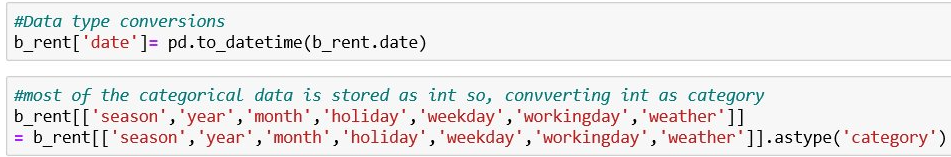 #Data type conversions
b_rent['date']= pd.to_datetime(b_rent.date)
#most of the categorical data is stored as int so, convverting int as category
b_rent[['season','year','month','holiday','weekday','workingday','weather']]
= b_rent[['season','year','month','holiday','weekday','workingday','weather']].astype('category')